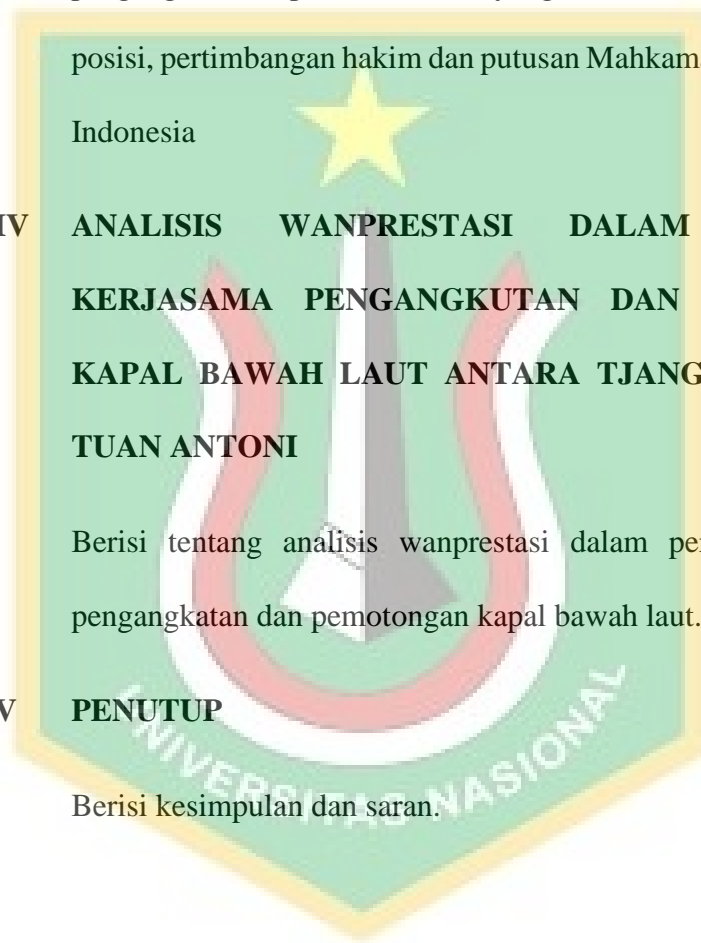 posisi, pertimbangan hakim dan putusan
Indonesia
IV ANALISIS WANPRESTASI DALAM
KERJASAMA PENGANGKUTAN DAN
KAPAL BAWAH LAUT ANTARA TJANG
TUAN ANTONI
Berisi tentang analisis wanprestasi dalam
pengangkatan dan pemotongan kapal bawah laut.
V PENUTUP
Berisi kesimpulan dan saran.
UNIVERSITAS NASIONAL